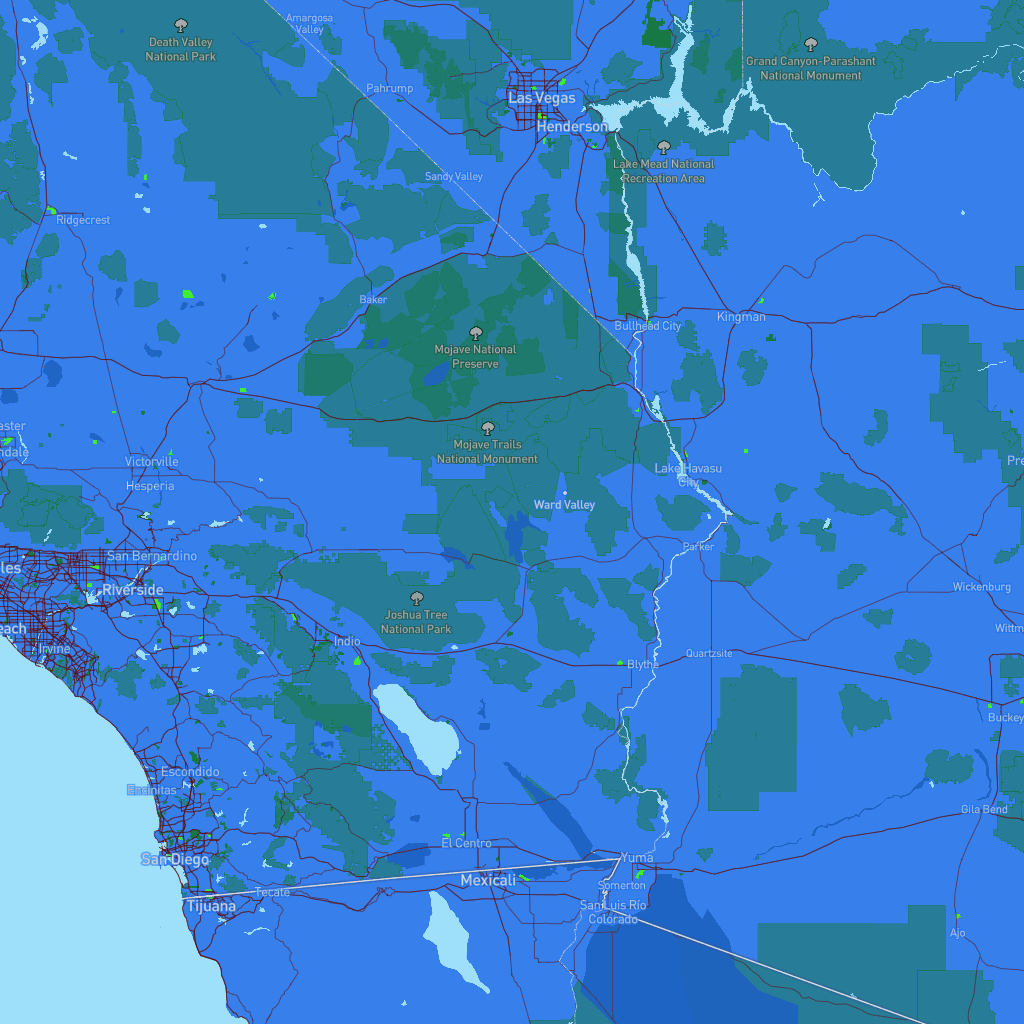 Amargosa
Valley
Death Valley
National Park
Grand Canyon-Parashant
National Monument
Pahrump
Las Vegas
Henderson
Lake Mead National
Recreation Area
Sandy Valley
Ridgecrest
Baker
Bullhead City
Kingman
Mojave National
Preserve
aster
ndale
Mojave Trails
National Monument
Victorville
Hesperia
Lake Havasu
City
Pre
Ward Valley
Parker
San Bernardino
les
Riverside
Wickenburg
Joshua Tree
National Park
each
Irvine
Indio
Wittm
Blythe
Quartzsite
Buckey
Escondido
Encinitas
Gila Bend
El Centro
San Diego
Yuma
Mexicali
Somerton
Tecate
Tijuana
San Luis Río
Colorado
Ajo